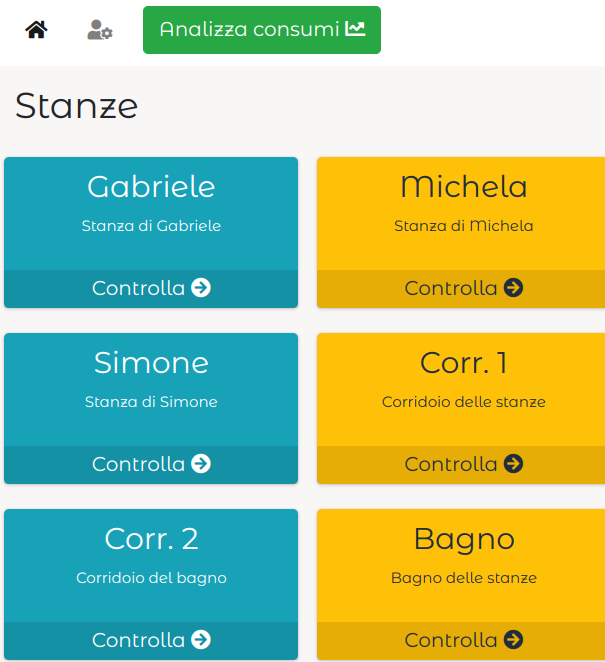 Analizza consumi
Stanze
Gabriele
Stanza di Gabriele
Controlla
Michela
Stanza di Michela
Controlla
Simone
Stanza di Simone
Controlla
Corr. 1
Corridoio delle stanze
Controlla
Corr. 2
Corridoio del bagno
Controlla
Bagno
Bagno delle stanze
Controlla